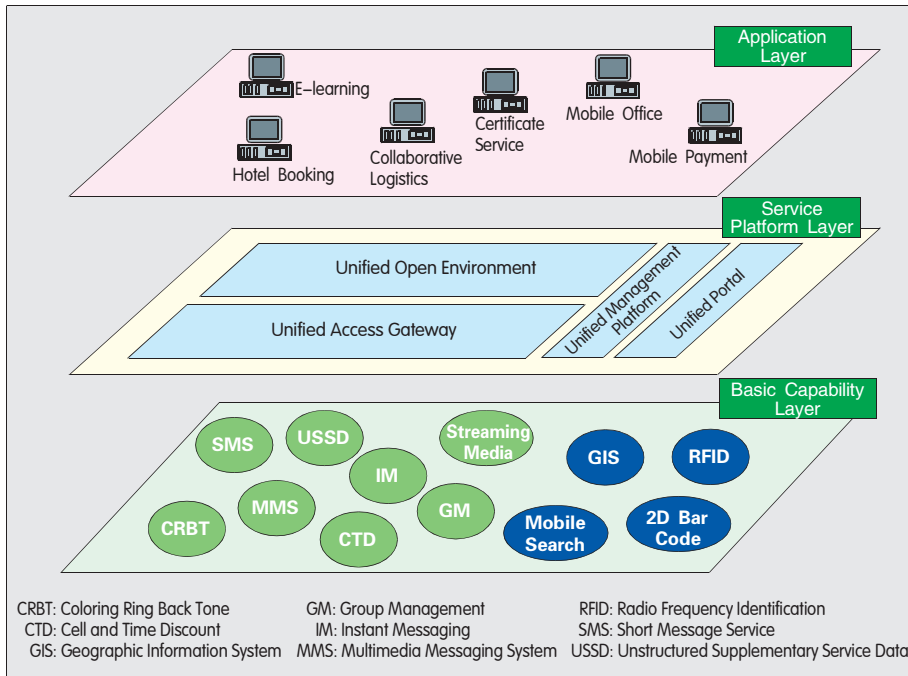 Application
Layer
E-learning
Mobile Office
Certificate
Service
Mobile Payment
Collaborative
Logistics
Hotel Booking
Service
Platform Layer
Unified Open Environment
Unified Access Gateway
Unified Management
Platform
Unified Portal
Basic Capability
Layer
SMS
USSD
Streaming
Media
IM
GIS
RFID
MMS
GM
CRBT
CTD
Mobile
Search
2D Bar
Code
CRBT: Coloring Ring Back Tone
GM: Group Management
RFID: Radio Frequency Identification
CTD: Cell and Time Discount
IM: Instant Messaging
SMS: Short Message Service
GIS: Geographic Information System
MMS: Multimedia Messaging System
USSD: Unstructured Supplementary Service Data